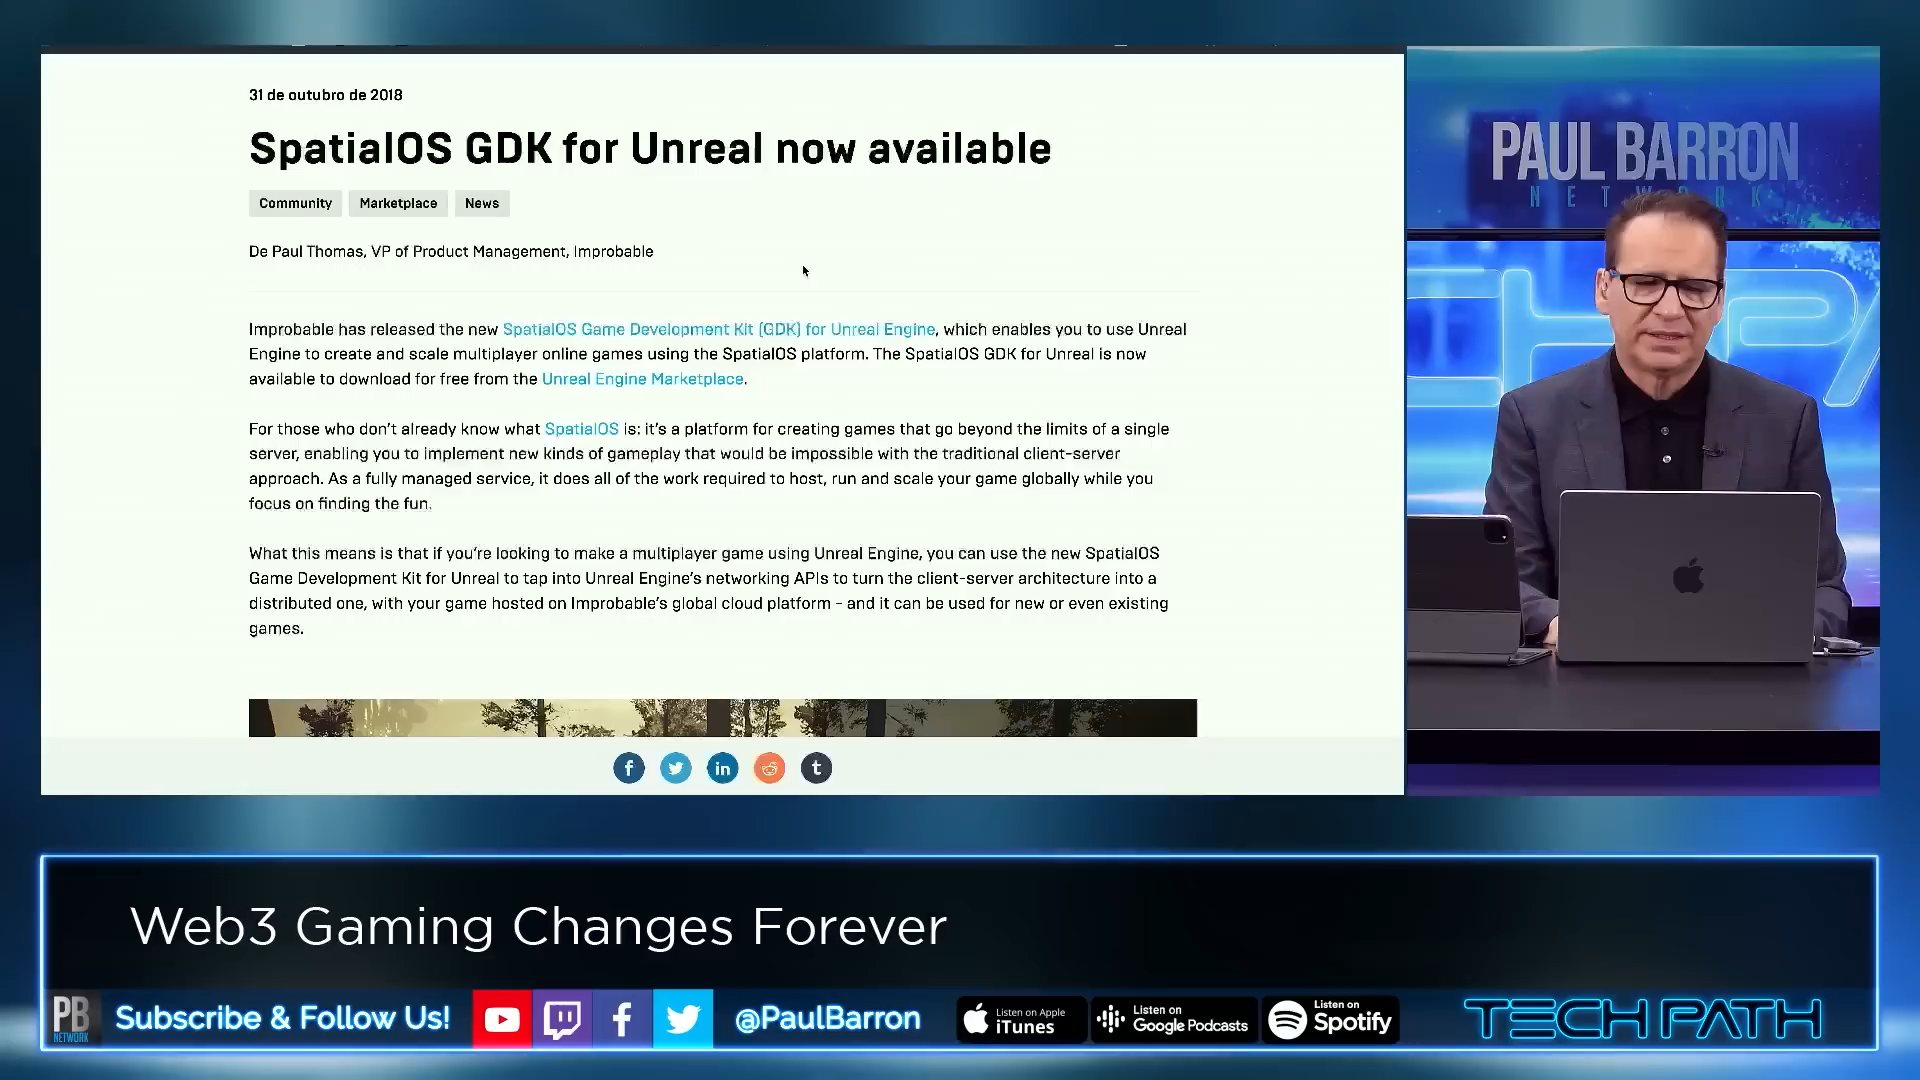 31 de outubro de 2018
SpatialOS GDK for Unreal now available
Community Marketplace News
De Paul Thomas, VP of Product Management, Improbable
Improbable has released the new SpatialOS Game Development Kit (GDK) for Unreal Engine, which enables you to use Unreal
Engine to create and scale multiplayer online games using the SpatialOS platform. The SpatialOS GDK for Unreal is now
available to download for free from the Unreal Engine Marketplace.
For those who don't already know what SpatialOS is: it's a platform for creating games that go beyond the limits of a single
server, enabling you to implement new kinds of gameplay that would be impossible with the traditional client-server
approach. As a fully managed service, it does all of the work required to host, run and scale your game globally while you
focus on finding the fun.
What this means is that if you're looking to make a multiplayer game using Unreal Engine, you can use the new SpatialOS
Game Development Kit for Unreal to tap into Unreal Engine's networking APIs to turn the client-server architecture into a
distributed one, with your game hosted on Improbable's global cloud platform – and it can be used for new or even existing
games.
PAUL BARRON
Web3 Gaming Changes Forever
PB
NETWORK
Subscribe & Follow Us!
@PaulBarron
Listen on Apple
iTunes
Listen on
Google Podcasts
Listen on
Spotify
TECH PATH